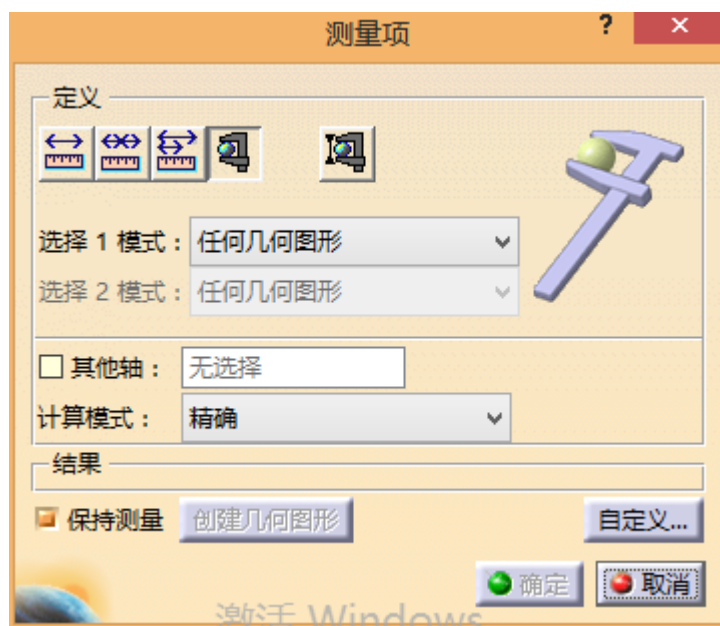 测量项 ? ×
定义
选择 1 模式： 任何几何图形
选择 2 模式： 任何几何图形
其他轴： 无选择
计算模式： 精确
结果
保持测量 创建几何图形 自定义...
确定 取消
激活 Windows